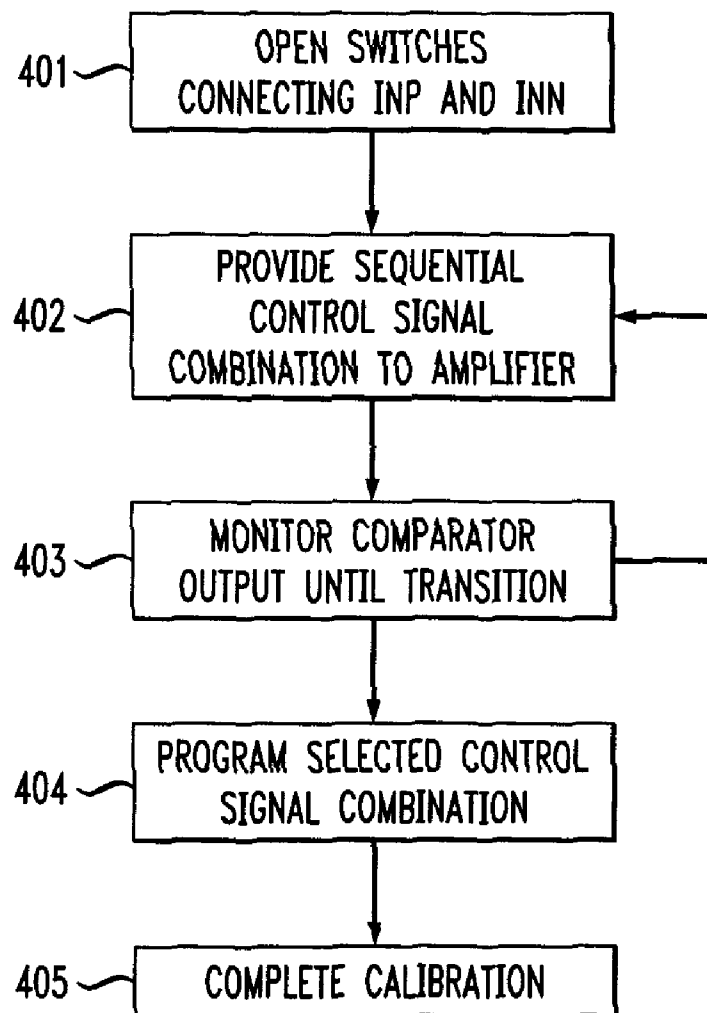 401
OPEN SWITCHES
CONNECTING INP AND INN
402
PROVIDE SEQUENTIAL
CONTROL SIGNAL
COMBINATION TO AMPLIFIER
403
MONITOR COMPARATOR
OUTPUT UNTIL TRANSITION
404
PROGRAM SELECTED CONTROL
SIGNAL COMBINATION
405
COMPLETE CALIBRATION